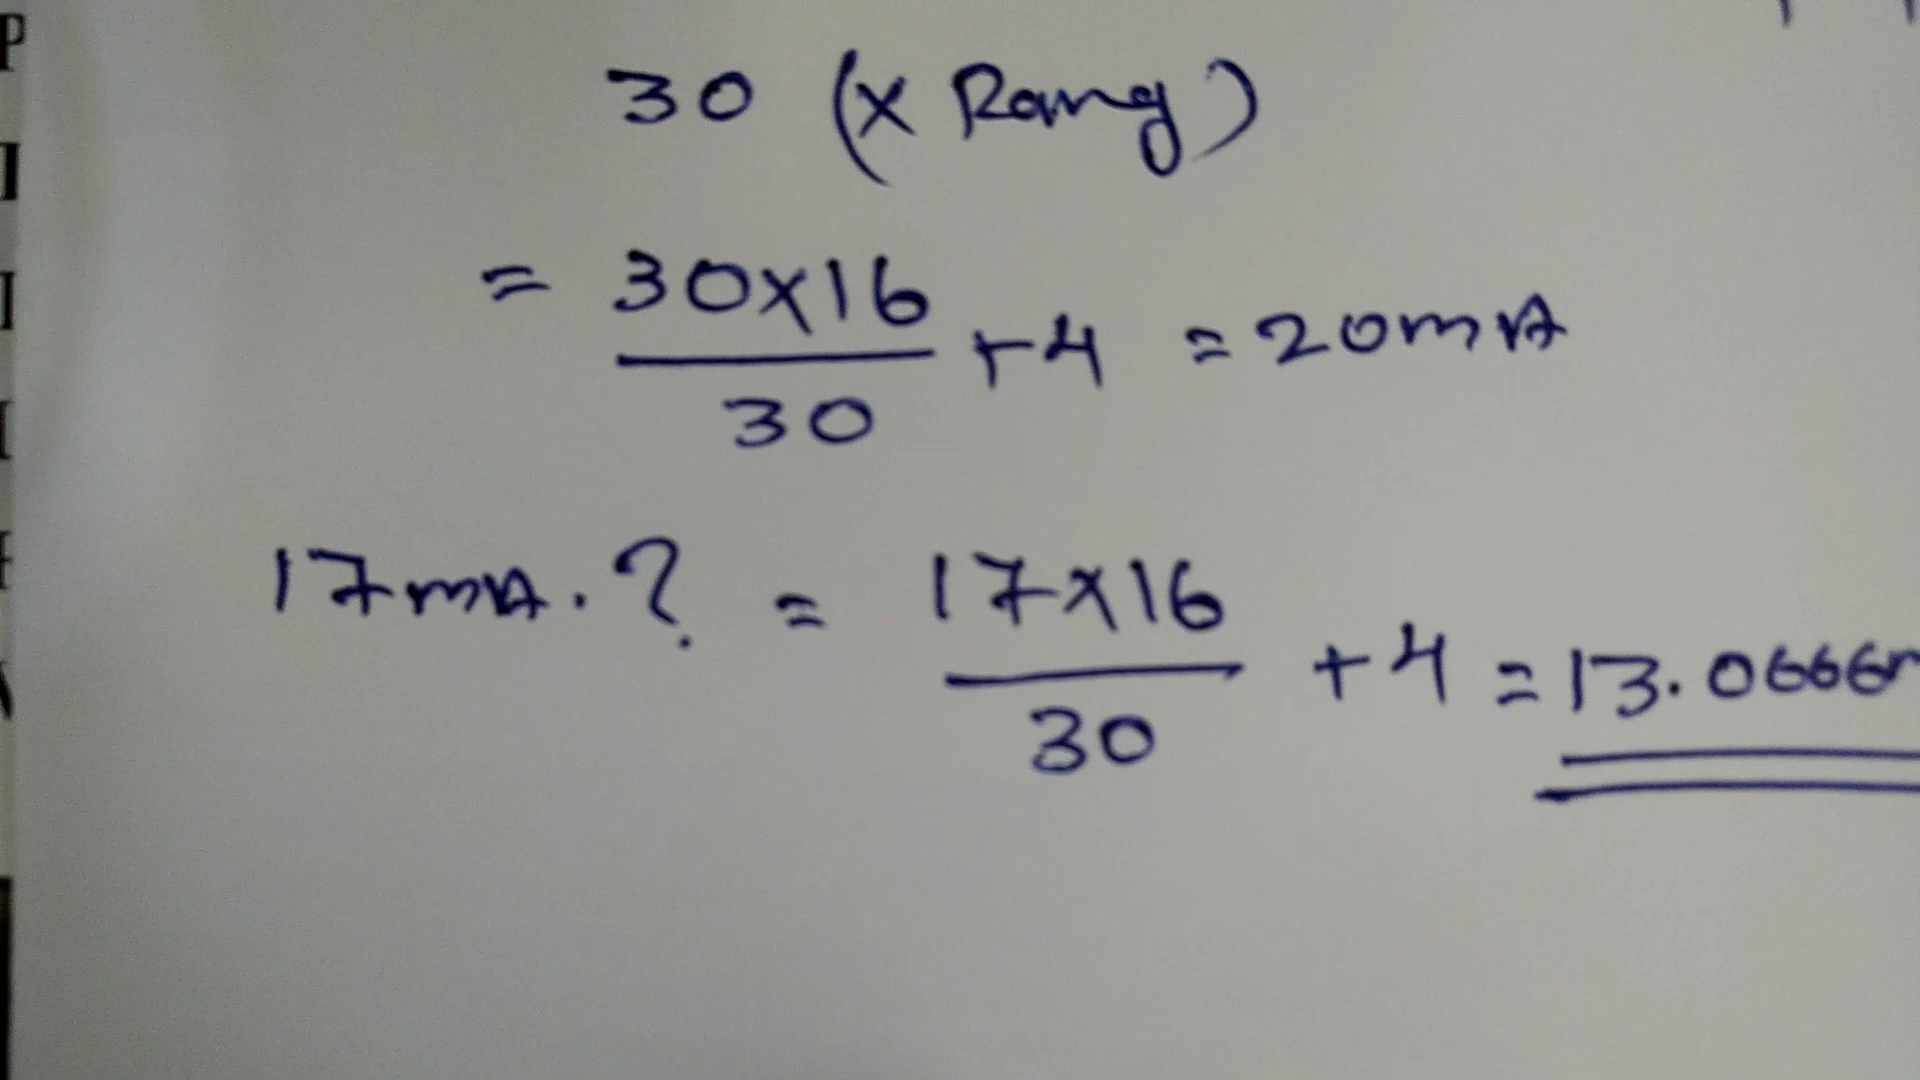 30 (x Rang)
= 30x16 / 30 + 4 = 20mA
17mA. ? = 17x16 / 30 + 4 = 13.0666